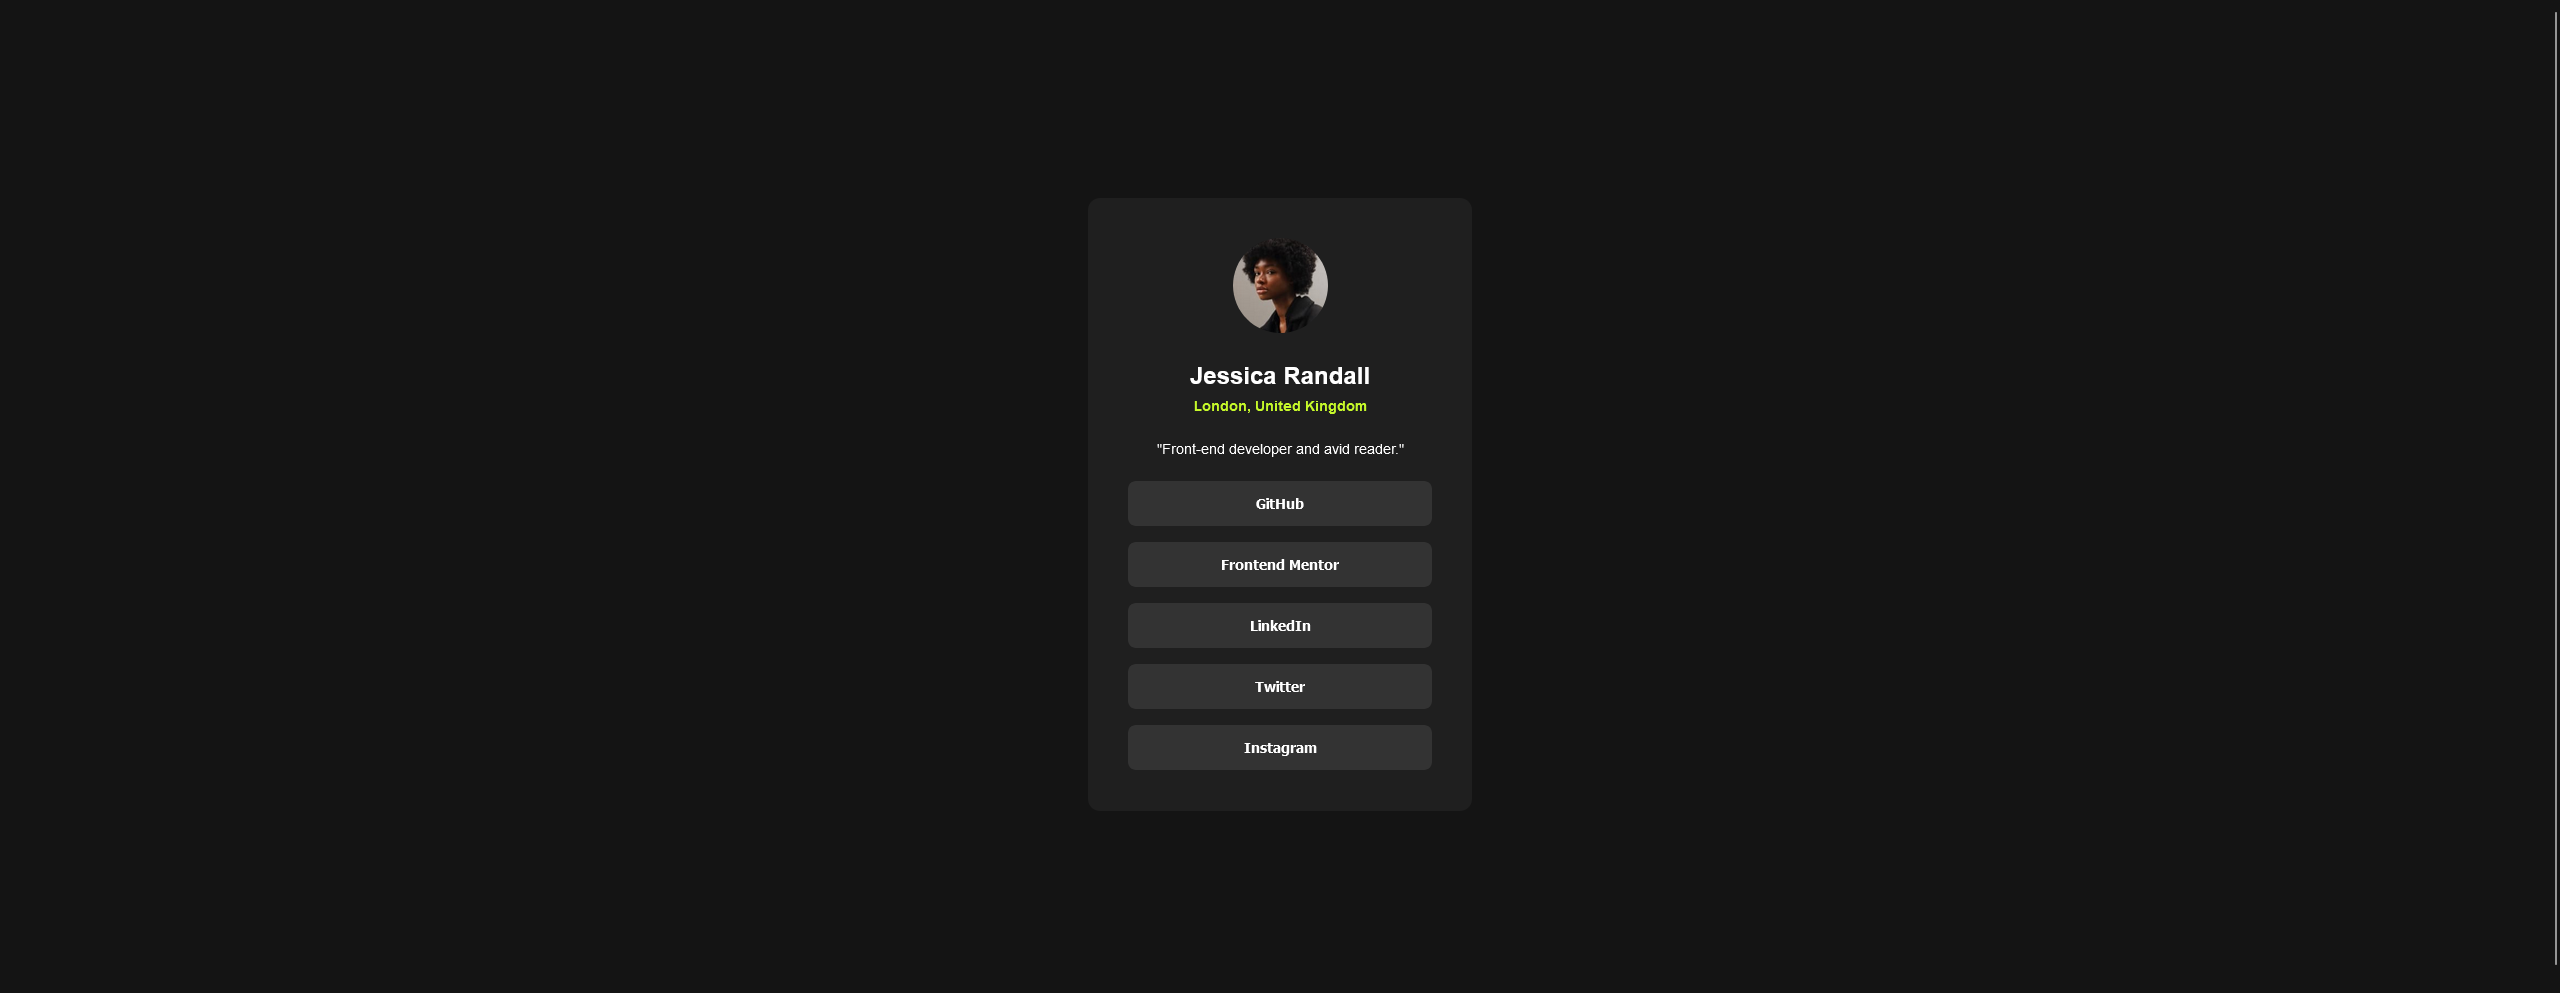 Jessica Randall
London, United Kingdom
"Front-end developer and avid reader."
GitHub
Frontend Mentor
LinkedIn
Twitter
Instagram